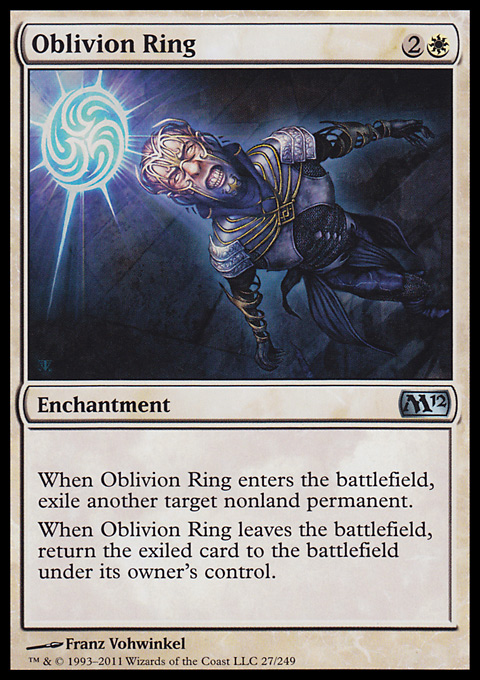 Oblivion Ring 2
Enchantment M12
When Oblivion Ring enters the battlefield,
exile another target nonland permanent.
When Oblivion Ring leaves the battlefield,
return the exiled card to the battlefield
under its owner's control.
Franz Vohwinkel
™ & © 1993–2011 Wizards of the Coast LLC 27/249